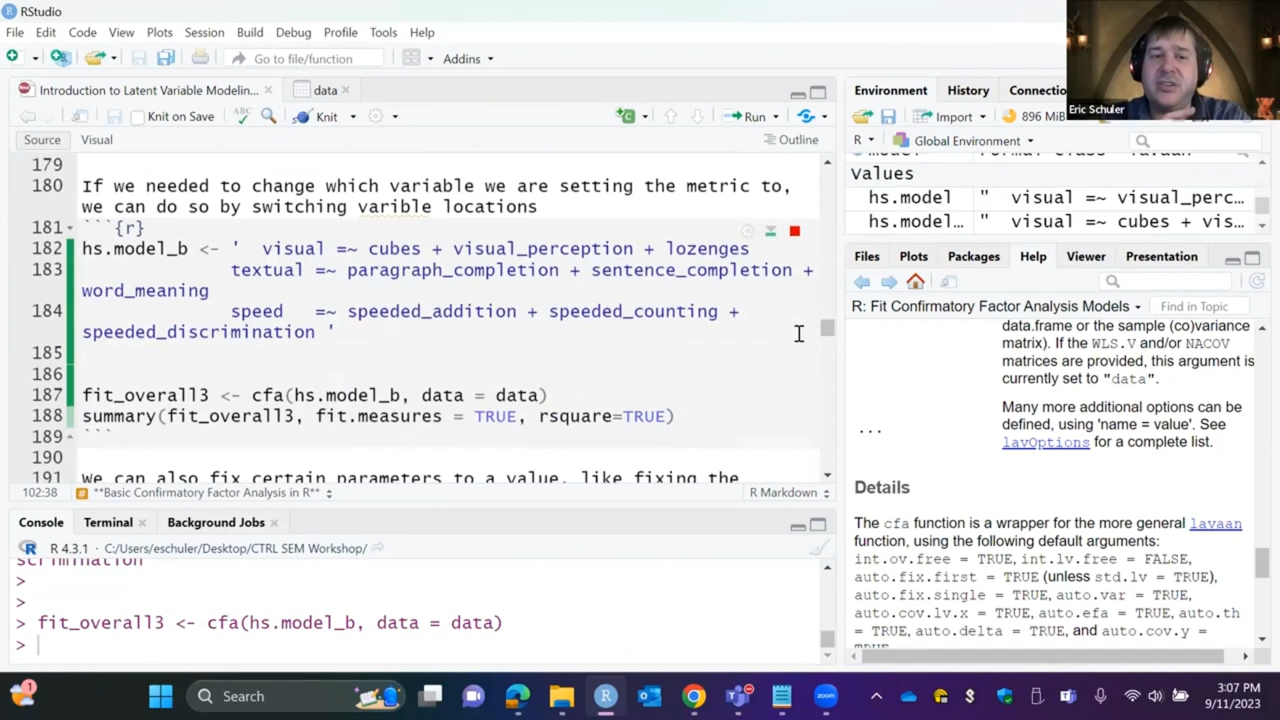 RStudio
File Edit Code View Plots Session Build Debug Profile Tools Help
Go to file/function Addins
Eric Schuler
Introduction to Latent Variable Modelin... data
Knit on Save ABC Knit Run
Source Visual Outline
179
180 If we needed to change which variable we are setting the metric to,
we can do so by switching varible locations
181 ```{r}
182 hs.model_b <- ' visual =~ cubes + visual_perception + lozenges
183 textual =~ paragraph_completion + sentence_completion +
word_meaning
184 speed =~ speeded_addition + speeded_counting +
speeded_discrimination '
185
186
187 fit_overall3 <- cfa(hs.model_b, data = data)
188 summary(fit_overall3, fit.measures = TRUE, rsquare=TRUE)
189 ```
190
191 we can also fix certain parameters to a value, like fixing the
102:38 **Basic Confirmatory Factor Analysis in R** R Markdown
Console Terminal Background Jobs
R 4.3.1 · C:/Users/eschuler/Desktop/CTRL SEM Workshop/
scrimination
>
>
> fit_overall3 <- cfa(hs.model_b, data = data)
>
Environment History Connectio
Import 896 MiB
R Global Environment
values
hs.model " visual =~ visual_perc...
hs.model... " visual =~ cubes + vis...
Files Plots Packages Help Viewer Presentation
R: Fit Confirmatory Factor Analysis Models Find in Topic
data.frame or the sample (co)variance
matrix). If the WLS.V and/or NACOV
matrices are provided, this argument is
currently set to "data".
... Many more additional options can be
defined, using 'name = value'. See
lavOptions for a complete list.
Details
The cfa function is a wrapper for the more general lavaan
function, using the following default arguments:
int.ov.free = TRUE, int.lv.free = FALSE,
auto.fix.first = TRUE (unless std.lv = TRUE),
auto.fix.single = TRUE, auto.var = TRUE,
auto.cov.lv.x = TRUE, auto.efa = TRUE, auto.th
= TRUE, auto.delta = TRUE, and auto.cov.y =
TRUE
1 Search zoom 3:07 PM
9/11/2023